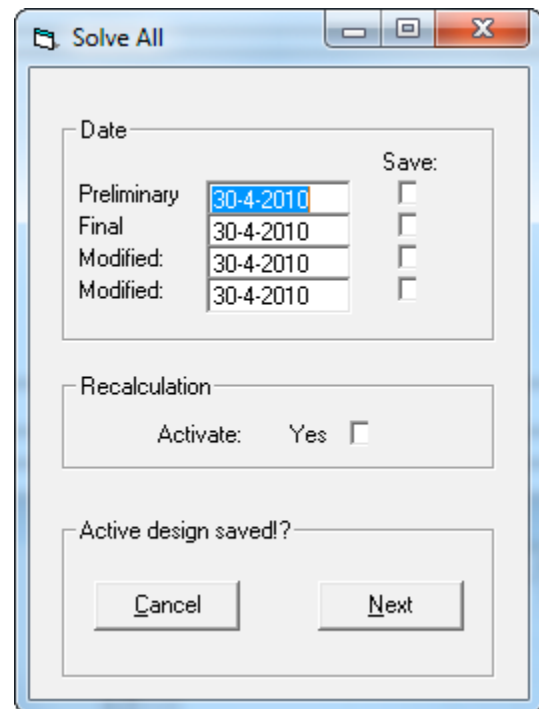 Solve All
Date
Save:
Preliminary 30-4-2010
Final 30-4-2010
Modified: 30-4-2010
Modified: 30-4-2010
Recalculation
Activate: Yes
Active design saved!?
Cancel Next